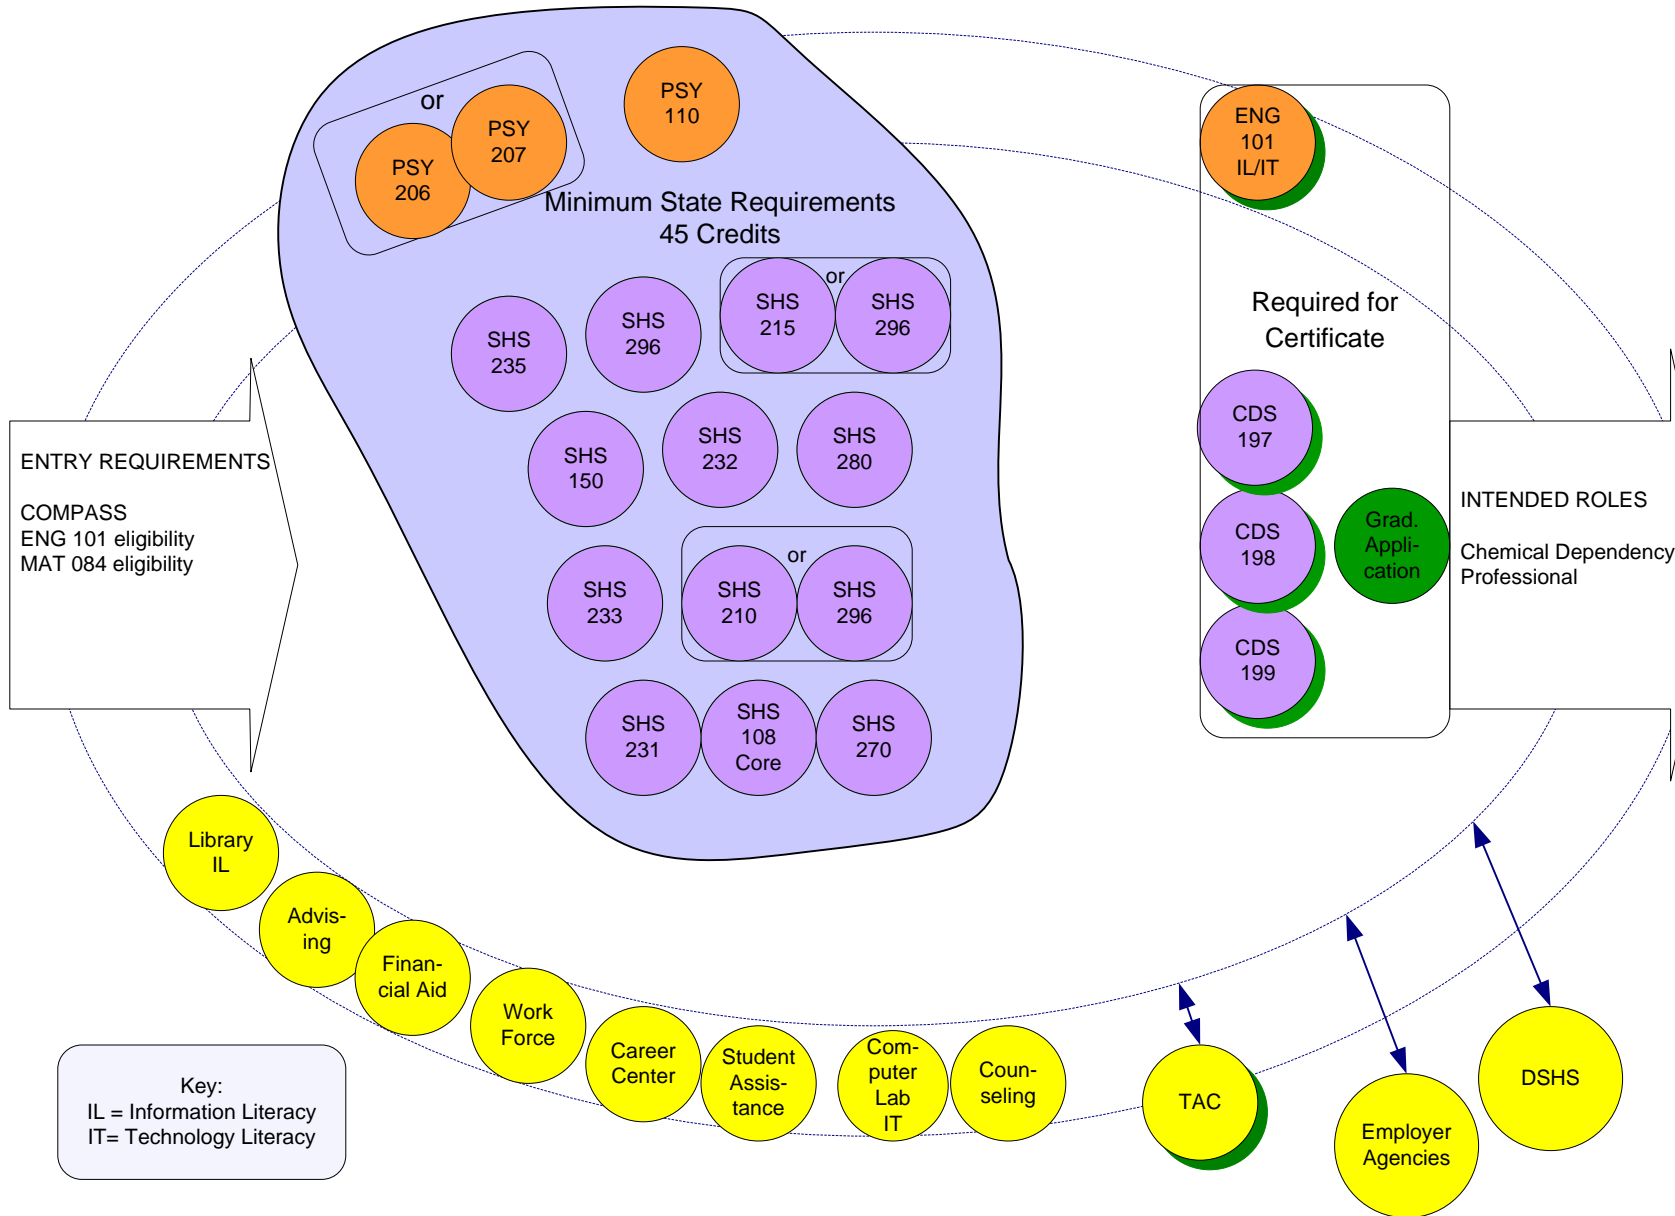 or
PSY
207
PSY
206
PSY
110
Minimum State Requirements
45 Credits
SHS
235
SHS
296
or
SHS
215
SHS
296
SHS
150
SHS
232
SHS
280
SHS
233
or
SHS
210
SHS
296
SHS
231
SHS
108
Core
SHS
270
ENG
101
IL/IT
Required for
Certificate
CDS
197
CDS
198
CDS
199
Grad.
Appli-
cation
ENTRY REQUIREMENTS
COMPASS
ENG 101 eligibility
MAT 084 eligibility
INTENDED ROLES
Chemical Dependency
Professional
Library
IL
Advis-
ing
Finan-
cial Aid
Work
Force
Career
Center
Student
Assis-
tance
Com-
puter
Lab
IT
Coun-
seling
TAC
Employer
Agencies
DSHS
Key:
IL = Information Literacy
IT= Technology Literacy